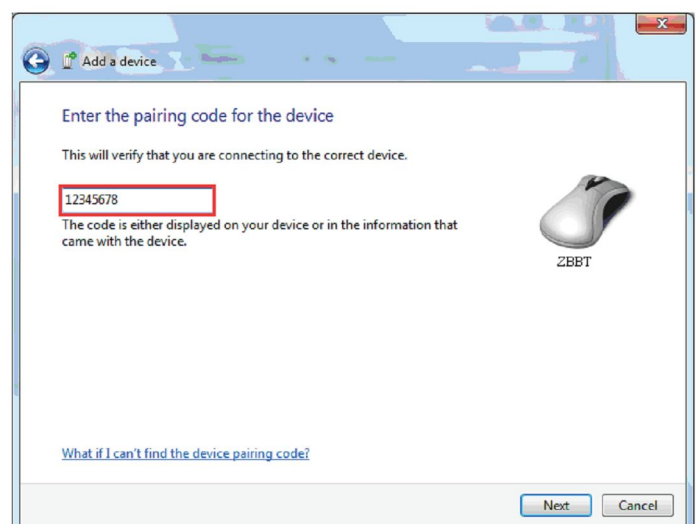 Add a device
Enter the pairing code for the device
This will verify that you are connecting to the correct device.
12345678
The code is either displayed on your device or in the information that
came with the device.
ZBBT
What if I can't find the device pairing code?
Next Cancel